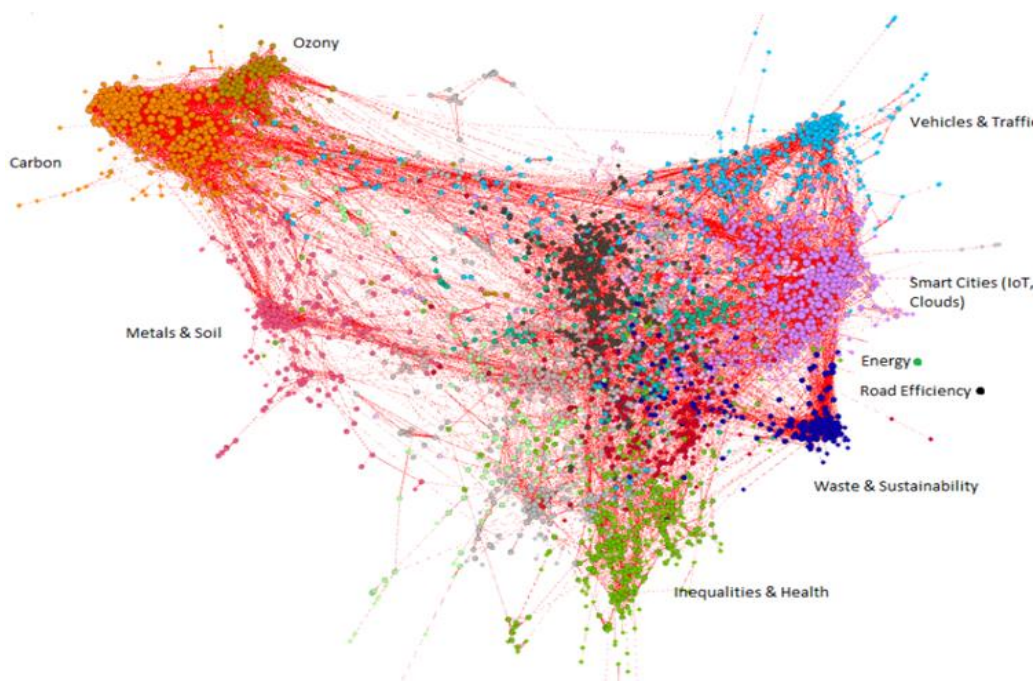 Ozony
Vehicles & Traffic
Carbon
Smart Cities (IoT,
Clouds)
Metals & Soil
Energy
Road Efficiency
Waste & Sustainability
Inequalities & Health